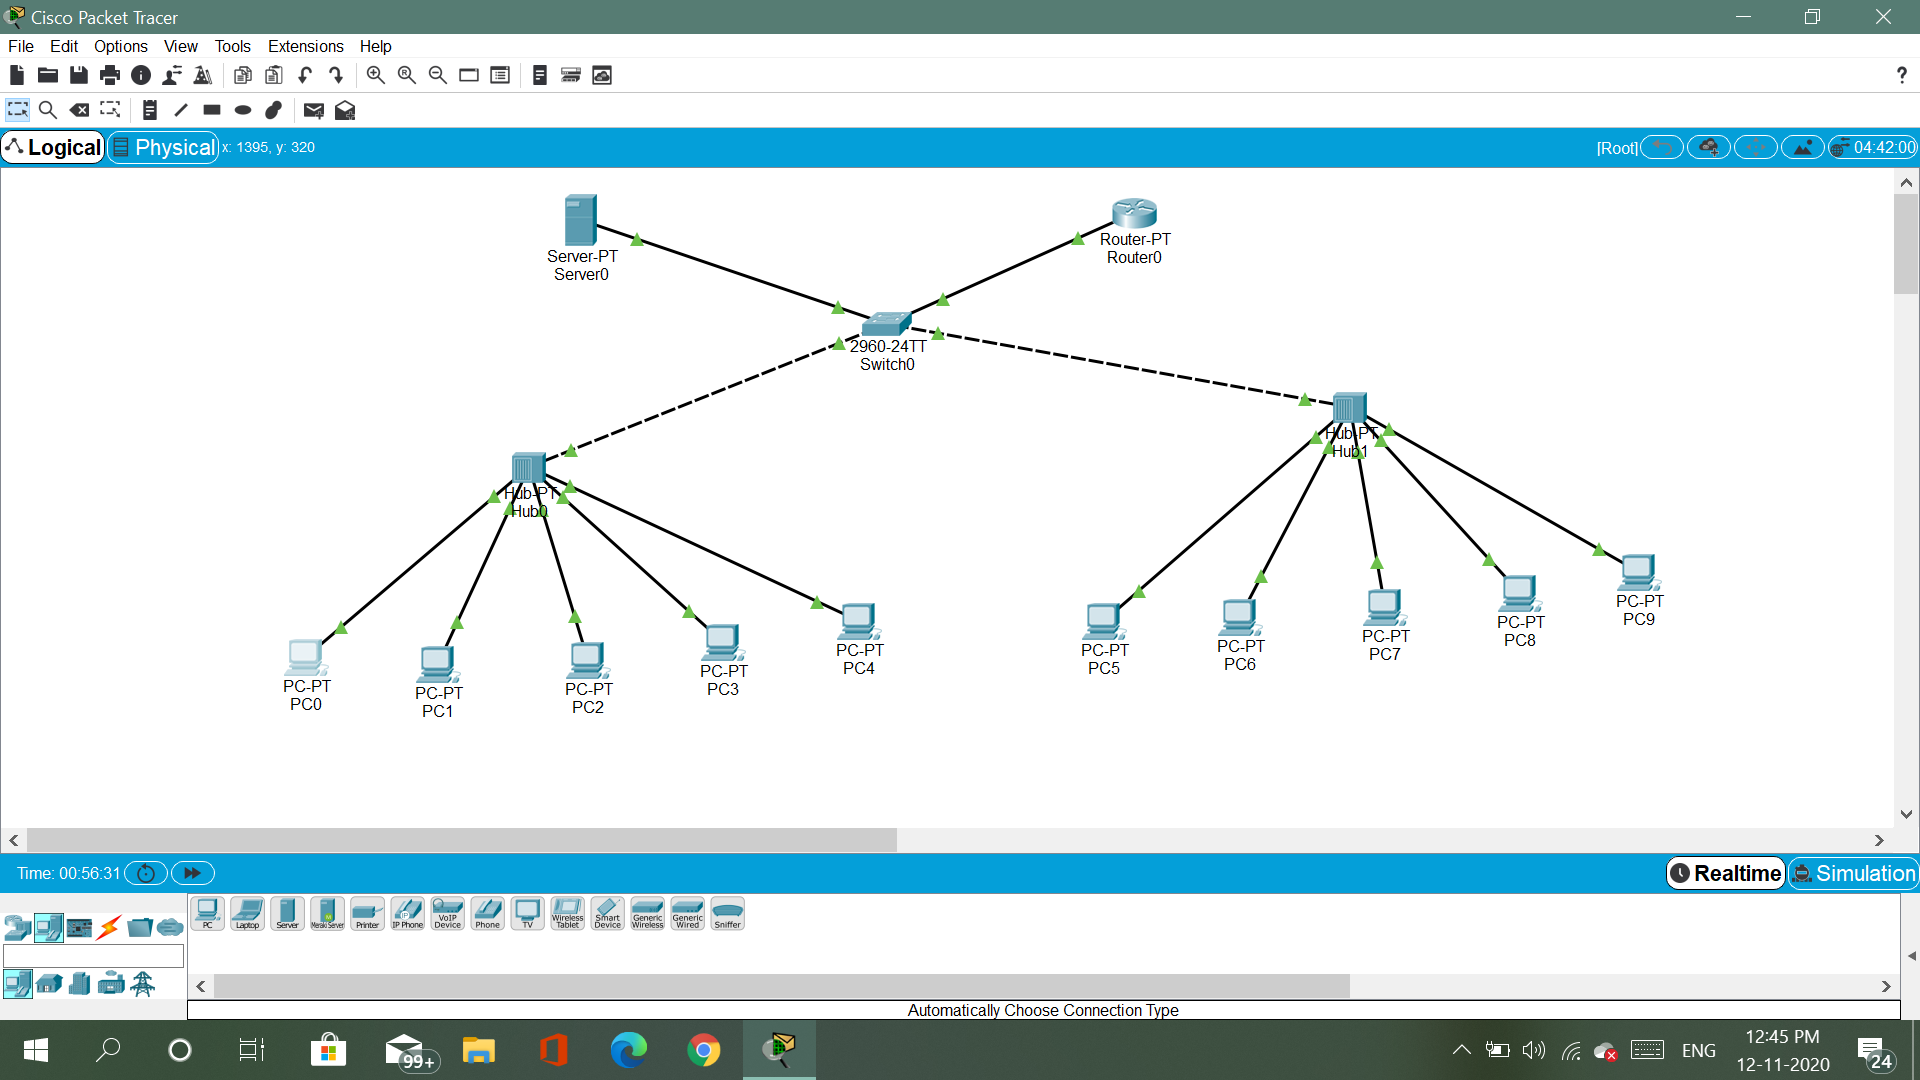 Cisco Packet Tracer
File Edit Options View Tools Extensions Help
?
Logical Physical x: 1395, y: 320 [Root] 04:42:00
Server-PT
Server0
Router-PT
Router0
2960-24TT
Switch0
Hub-PT
Hub1
Hub-PT
Hub0
PC-PT
PC0
PC-PT
PC1
PC-PT
PC2
PC-PT
PC3
PC-PT
PC4
PC-PT
PC5
PC-PT
PC6
PC-PT
PC7
PC-PT
PC8
PC-PT
PC9
Time: 00:56:31 Realtime Simulation
PC Laptop Server Meraki Server Printer IP Phone VoIP Device Phone TV Wireless Tablet Smart Device Generic Wireless Generic Wired Sniffer
Automatically Choose Connection Type
99+
ENG
12:45 PM
12-11-2020
24